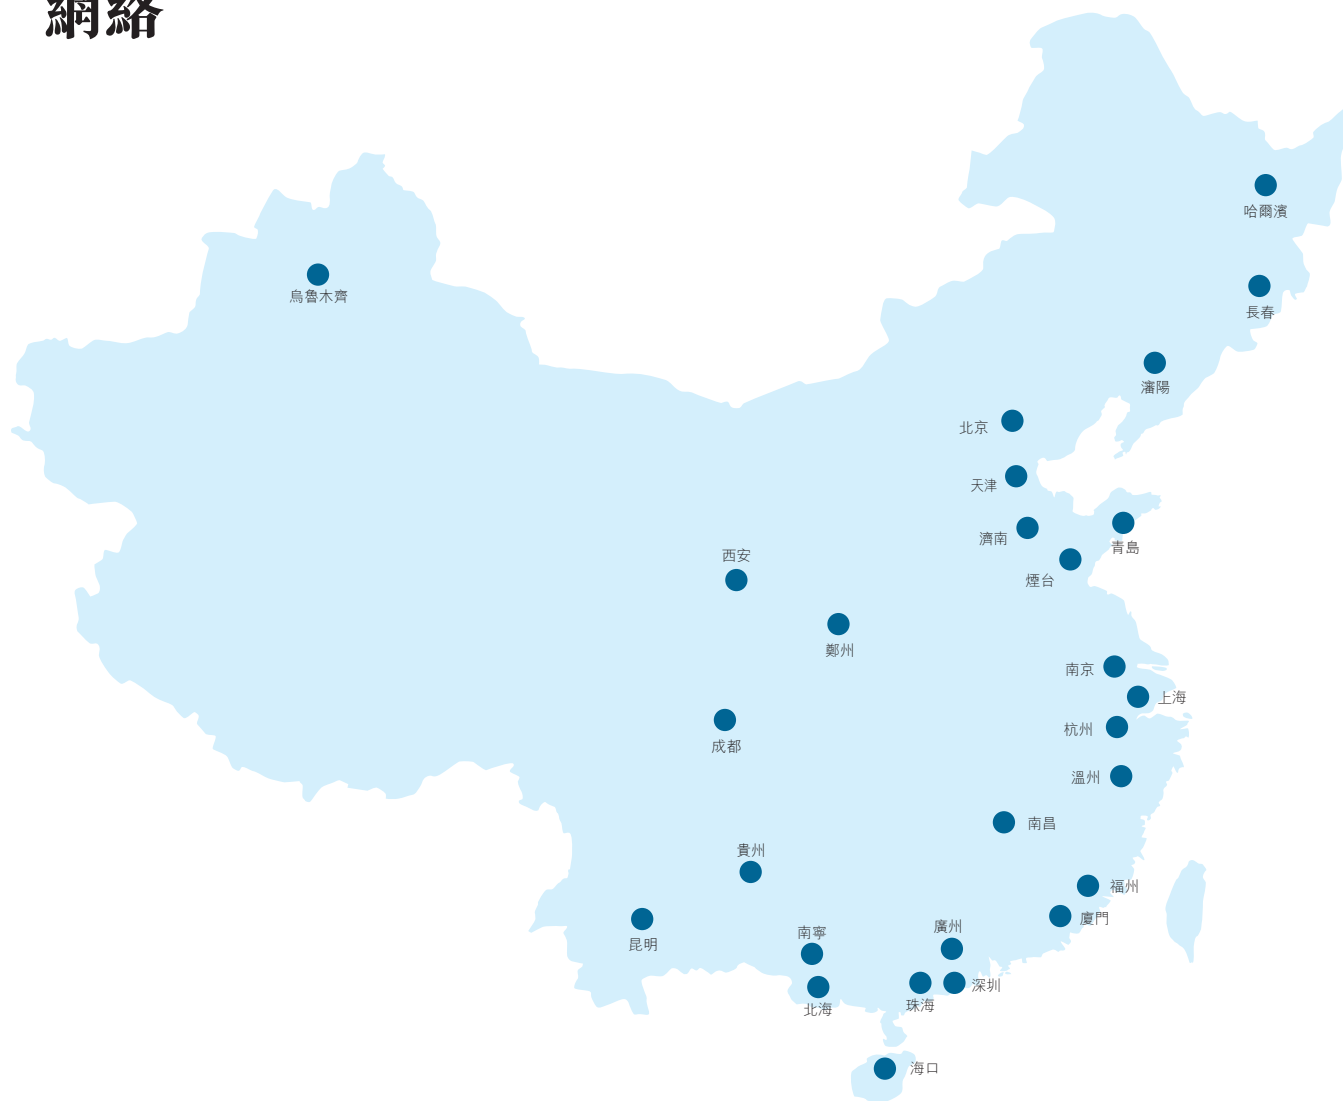 網絡
哈爾濱
烏魯木齊
長春
瀋陽
北京
天津
濟南
青島
西安
煙台
鄭州
南京
上海
杭州
成都
溫州
南昌
貴州
福州
廈門
廣州
南寧
昆明
深圳
珠海
北海
海口